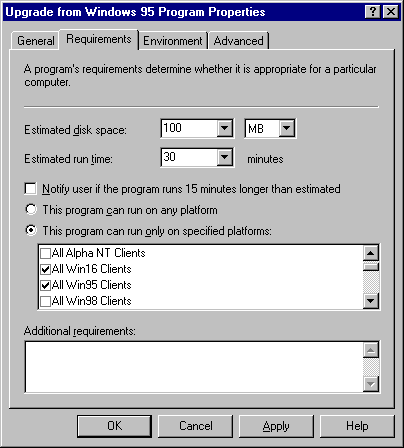 Upgrade from Windows 95 Program Properties
General Requirements Environment Advanced
A program's requirements determine whether it is appropriate for a particular
computer.
Estimated disk space: 100 MB
Estimated run time: 30 minutes
Notify user if the program runs 15 minutes longer than estimated
This program can run on any platform
This program can run only on specified platforms:
All Alpha NT Clients
All Win16 Clients
All Win95 Clients
All Win98 Clients
Additional requirements:
OK Cancel Apply Help